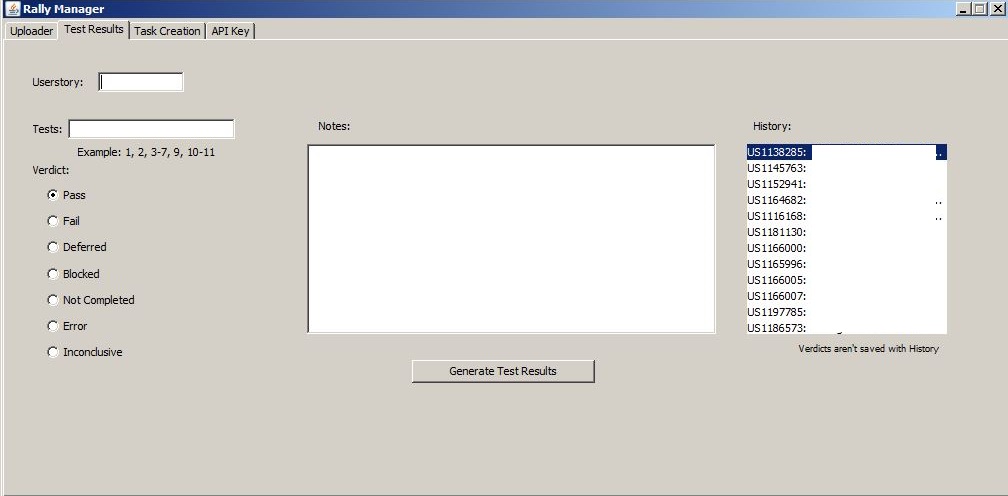 Rally Manager
Uploader Test Results Task Creation API Key
Userstory:
Tests:
Example: 1, 2, 3-7, 9, 10-11
Verdict:
Pass
Fail
Deferred
Blocked
Not Completed
Error
Inconclusive
Notes:
Generate Test Results
History:
US1138285: ..
US1145763:
US1152941:
US1164682: ..
US1116168: ..
US1181130:
US1166000:
US1165996:
US1166005:
US1166007:
US1197785:
US1186573:
Verdicts aren't saved with History